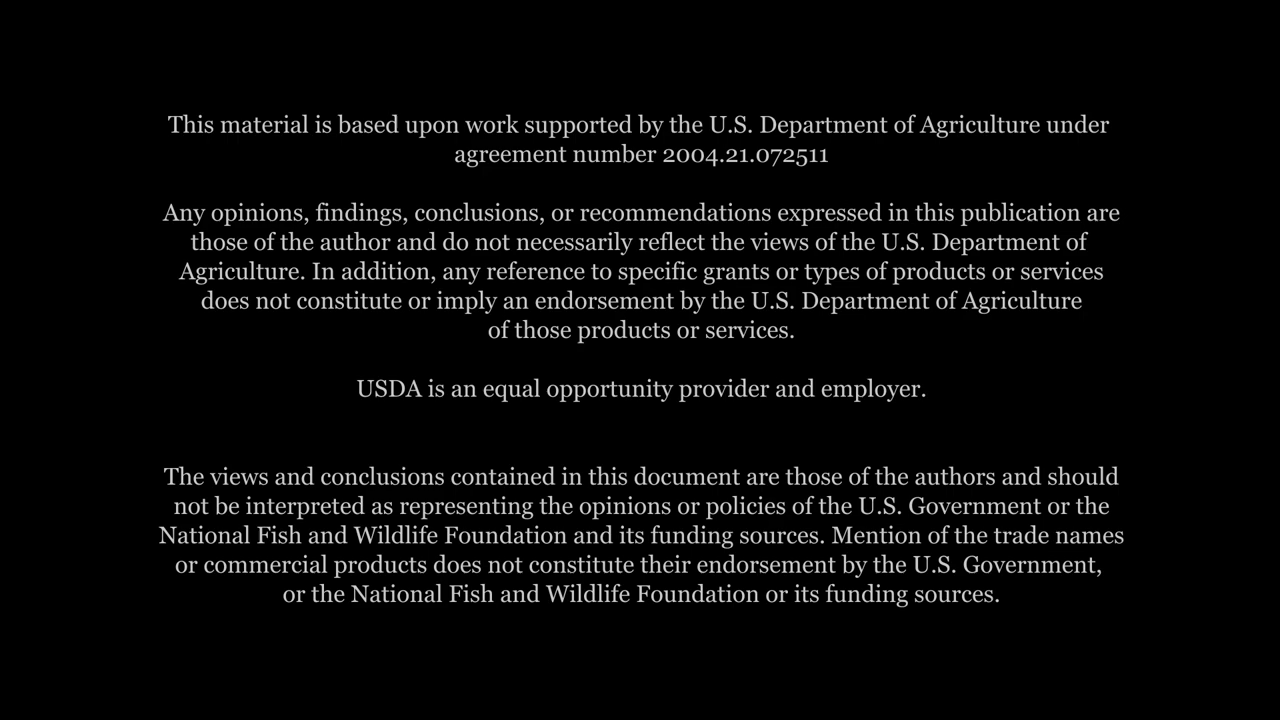 This material is based upon work supported by the U.S. Department of Agriculture under
agreement number 2004.21.072511
Any opinions, findings, conclusions, or recommendations expressed in this publication are
those of the author and do not necessarily reflect the views of the U.S. Department of
Agriculture. In addition, any reference to specific grants or types of products or services
does not constitute or imply an endorsement by the U.S. Department of Agriculture
of those products or services.
USDA is an equal opportunity provider and employer.
The views and conclusions contained in this document are those of the authors and should
not be interpreted as representing the opinions or policies of the U.S. Government or the
National Fish and Wildlife Foundation and its funding sources. Mention of the trade names
or commercial products does not constitute their endorsement by the U.S. Government,
or the National Fish and Wildlife Foundation or its funding sources.